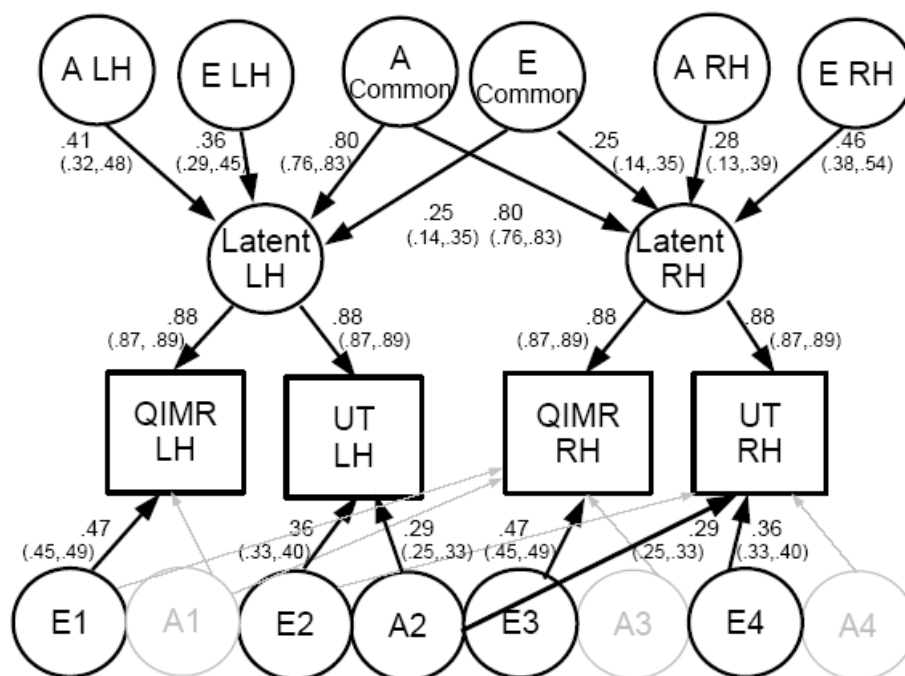 A LH
E LH
A
Common
E
Common
A RH
E RH
.41
(.32,.48)
.36
(.29,.45)
.80
(.76,.83)
.25
(.14,.35)
.28
(.13,.39)
.46
(.38,.54)
Latent
LH
.25
(.14,.35)
.80
(.76,.83)
Latent
RH
.88
(.87, .89)
.88
(.87,.89)
.88
(.87,.89)
.88
(.87,.89)
QIMR
LH
UT
LH
QIMR
RH
UT
RH
.47
(.45,.49)
.36
(.33,.40)
.29
(.25,.33)
.47
(.45,.49)
.29
(.25,.33)
.36
(.33,.40)
E1
A1
E2
A2
E3
A3
E4
A4